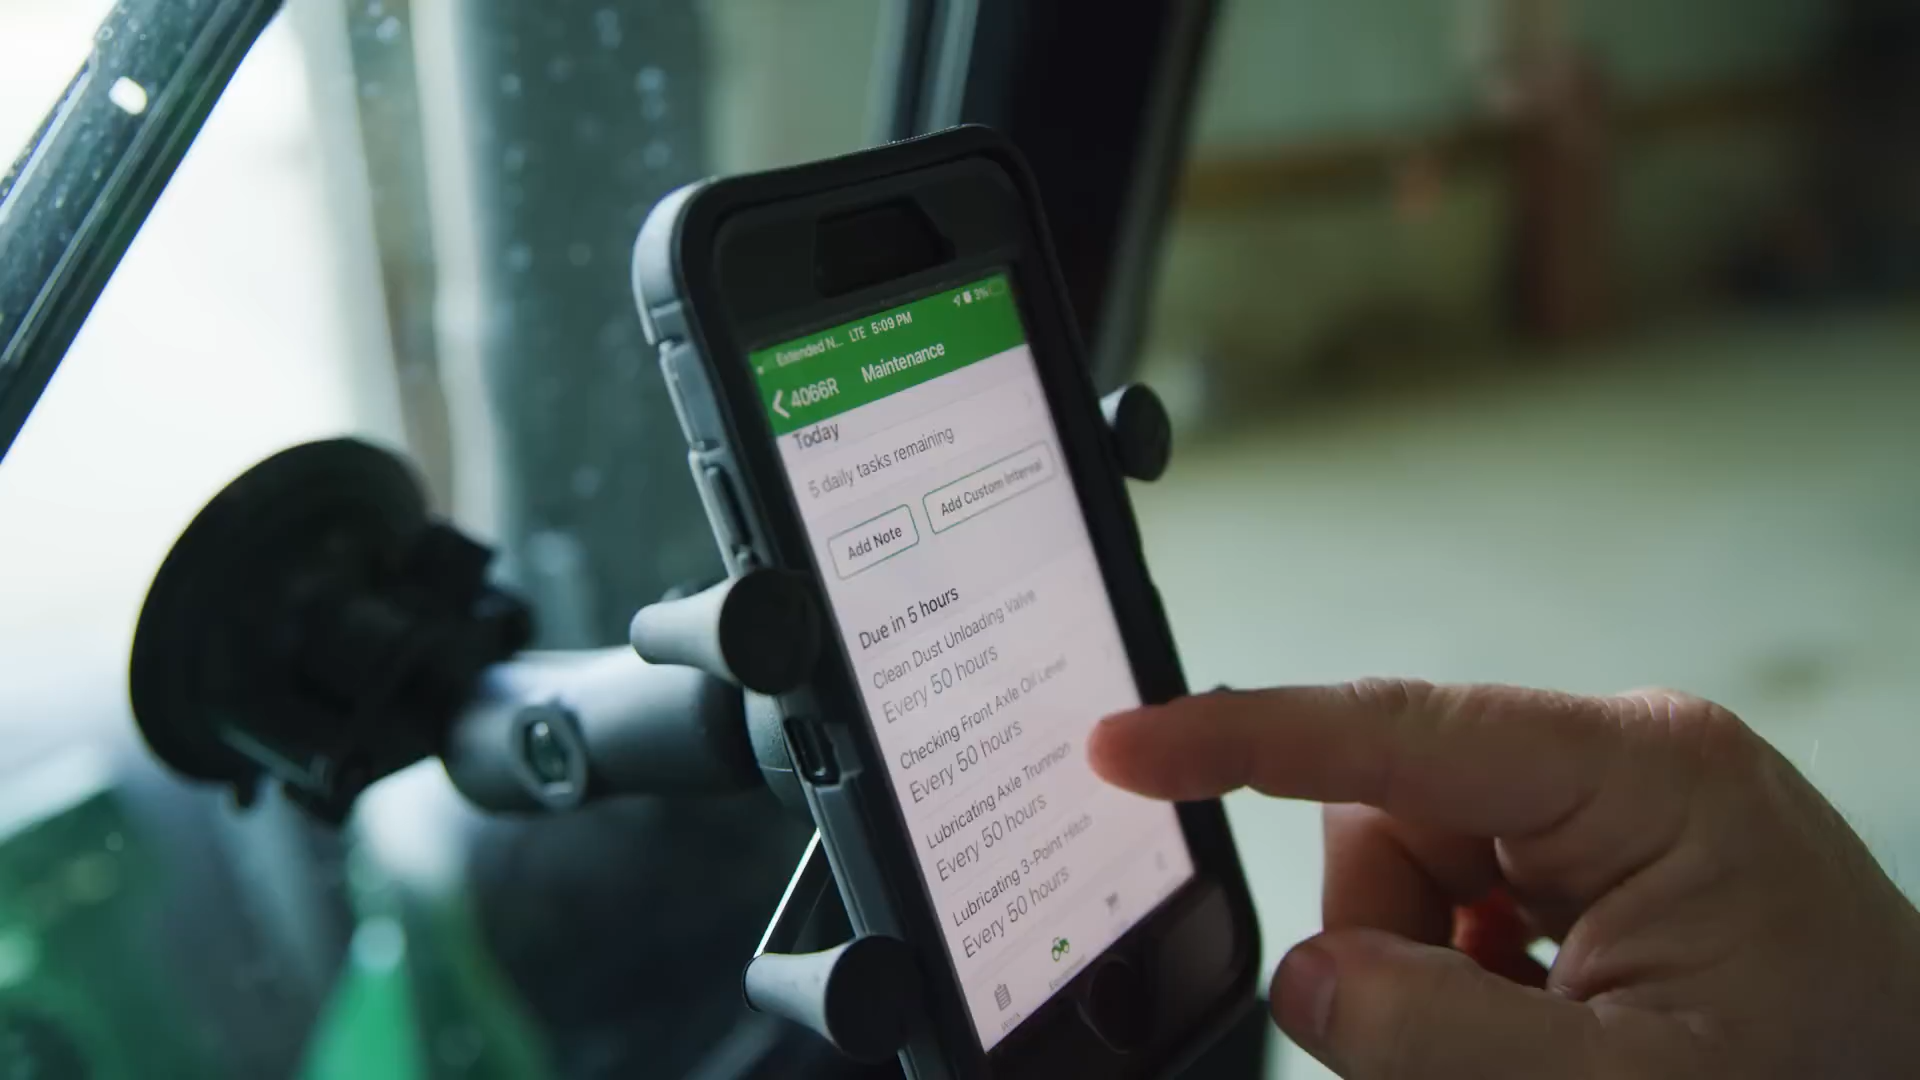 Extended N... LTE 5:09 PM 3%
4066R Maintenance
Today
5 daily tasks remaining
Add Note Add Custom Interval
Due in 5 hours
Clean Dust Unloading Valve
Every 50 hours
Checking Front Axle Oil Level
Every 50 hours
Lubricating Axle Trunnion
Every 50 hours
Lubricating 3-Point Hitch
Every 50 hours